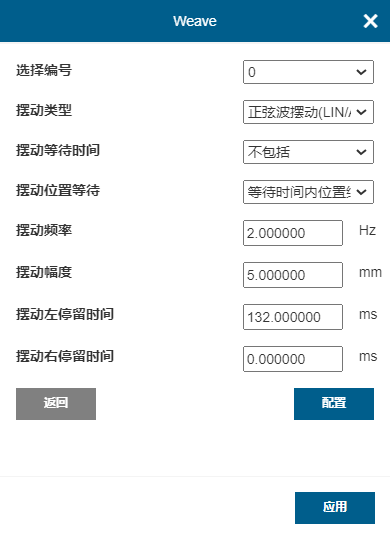 Weave
选择编号 0
摆动类型 正弦波摆动(LIN/
摆动等待时间 不包括
摆动位置等待 等待时间内位置
摆动频率 2.000000 Hz
摆动幅度 5.000000 mm
摆动左停留时间 132.000000 ms
摆动右停留时间 0.000000 ms
返回 配置
应用